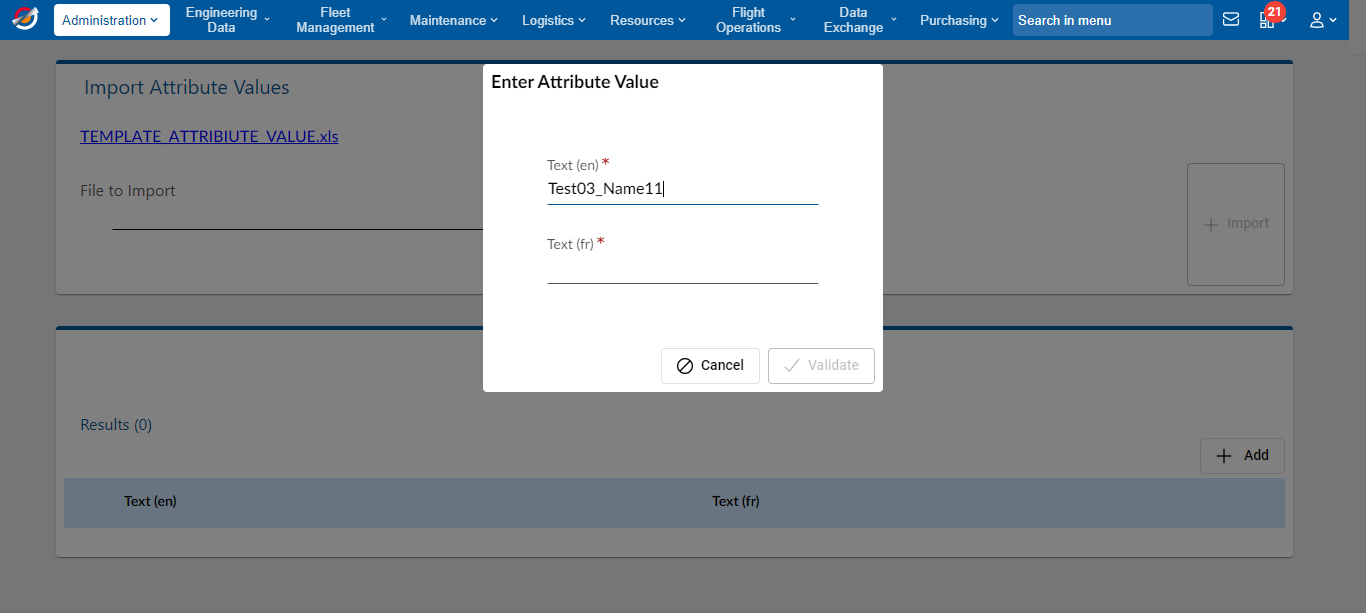 Administration
Engineering Data
Fleet Management
Maintenance
Logistics
Resources
Flight Operations
Data Exchange
Purchasing
Search in menu
21
Import Attribute Values
TEMPLATE_ATTRIBIUTE_VALUE.xls
File to Import
Import
Enter Attribute Value
Text (en) *
Test03_Name11
Text (fr) *
Cancel
Validate
Results (0)
Add
Text (en)
Text (fr)